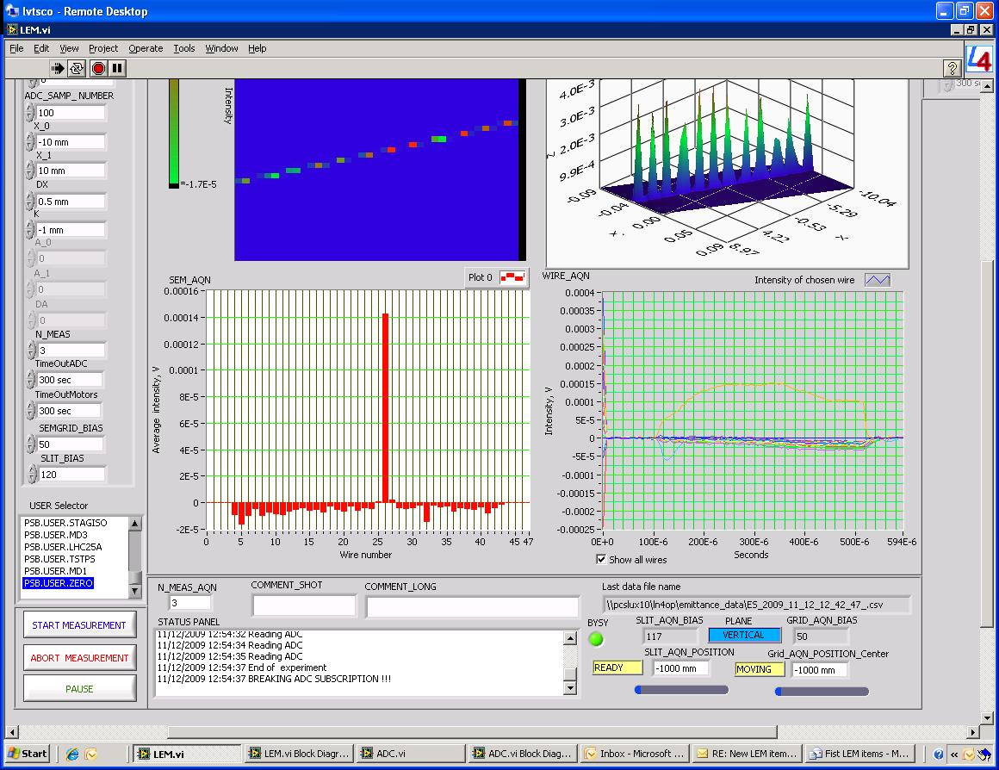 lvtsco - Remote Desktop
LEM.vi
File Edit View Project Operate Tools Window Help
ADC_SAMP_ NUMBER
100
X_0
-10 mm
X_1
10 mm
DX
0.5 mm
K
-1 mm
A_0
0
A_1
0
DA
0
N_MEAS
3
TimeOutADC
300 sec
TimeOutMotors
300 sec
SEMGRID_BIAS
50
SLIT_BIAS
120
USER Selector
PSB.USER.STAGISO
PSB.USER.MD3
PSB.USER.LHC25A
PSB.USER.TSTPS
PSB.USER.MD1
PSB.USER.ZERO
START MEASUREMENT
ABORT MEASUREMENT
PAUSE
Intensity
=-1.7E-5
4.0E-3
3.0E-3
2.0E-3
9.9E-4
-0.09
-0.04
0.00
0.05
0.09
8.97
4.22
-0.53
-5.29
-10.04
L4
300 s
SEM_AQN
Plot 0
0.00016
0.00014
0.00012
0.0001
8E-5
6E-5
4E-5
2E-5
0
-2E-5
Average intensity, V
0 5 10 15 20 25 30 35 40 45 47
Wire number
WIRE_AQN
Intensity of chosen wire
0.0004
0.00035
0.0003
0.00025
0.0002
0.00015
0.0001
5E-5
0
-5E-5
-0.0001
-0.00015
-0.0002
-0.00025
Intensity, V
0E+0 100E-6 200E-6 300E-6 400E-6 500E-6 594E-6
Show all wires
Seconds
N_MEAS_AQN
3
COMMENT_SHOT
COMMENT_LONG
STATUS PANEL
11/12/2009 12:54:32 Reading ADC
11/12/2009 12:54:34 Reading ADC
11/12/2009 12:54:35 Reading ADC
11/12/2009 12:54:37 End of experiment
11/12/2009 12:54:37 BREAKING ADC SUBSCRIPTION !!!
Last data file name
\\pcslux10\ln4op\emittance_data\ES_2009_11_12_12_42_47_.csv
BYSY
SLIT_AQN_BIAS
117
PLANE
VERTICAL
GRID_AQN_BIAS
50
SLIT_AQN_POSITION
READY
-1000 mm
Grid_AQN_POSITION_Center
MOVING
-1000 mm
Start
LEM.vi
LEM.vi Block Diagr...
ADC.vi
ADC.vi Block Diag...
Inbox - Microsoft ...
RE: New LEM item...
Fist LEM items - M...